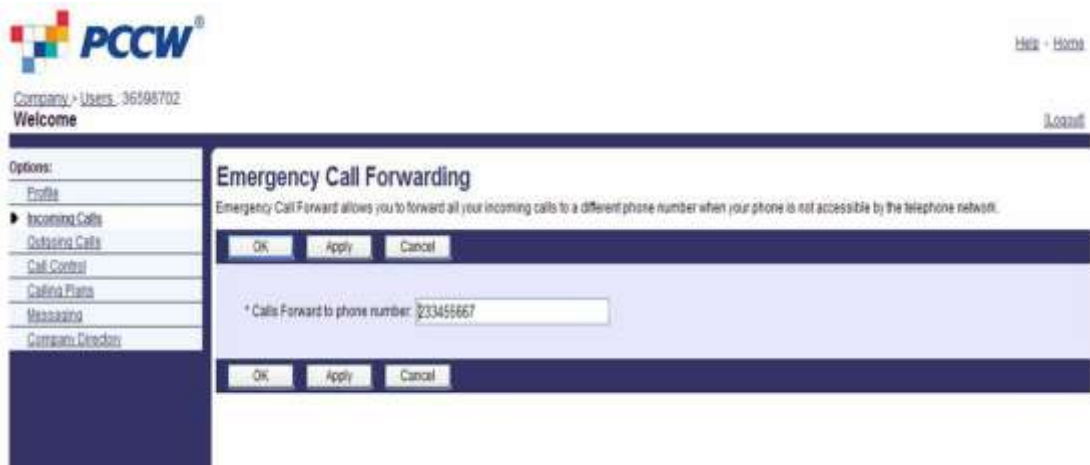 PCCW®
Help - Home
Company > Users : 36598702
Welcome
[Logout]
Options:
Profile
Incoming Calls
Outgoing Calls
Call Control
Calling Plans
Messaging
Company Directory
Emergency Call Forwarding
Emergency Call Forward allows you to forward all your incoming calls to a different phone number when your phone is not accessible by the telephone network.
OK Apply Cancel
* Calls Forward to phone number: 233455667
OK Apply Cancel